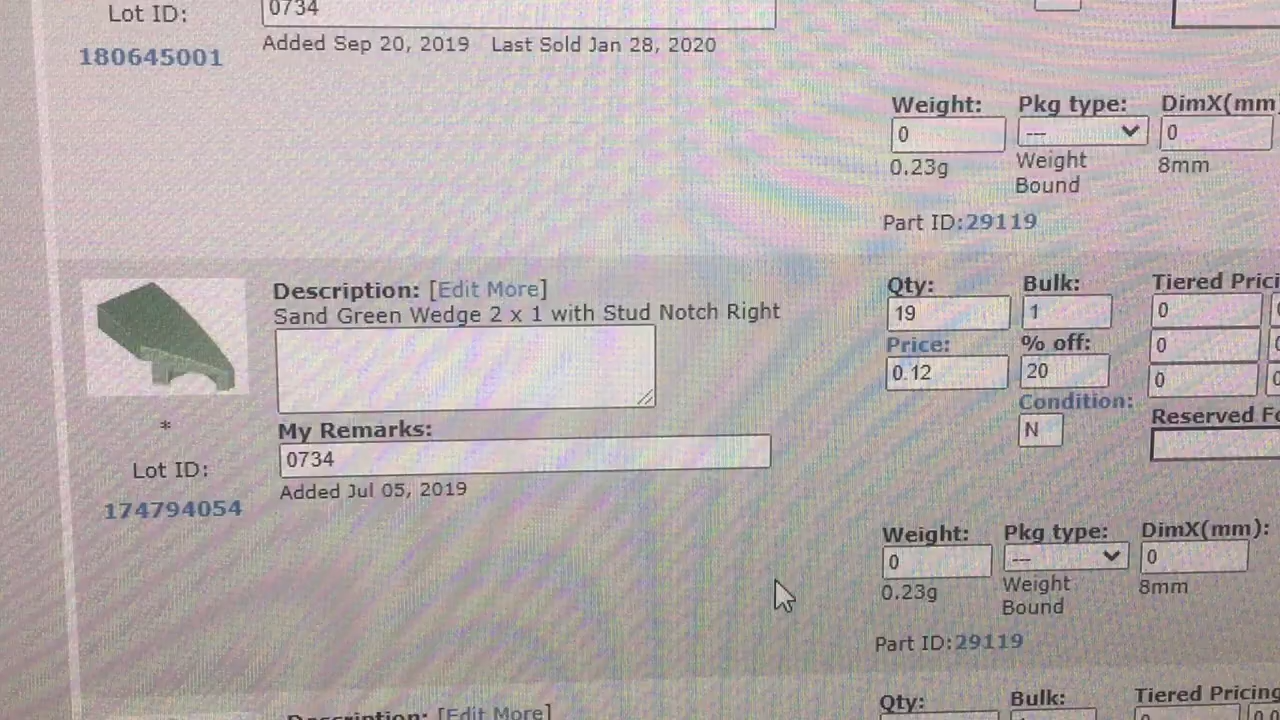 Lot ID:
0734
180645001
Added Sep 20, 2019 Last Sold Jan 28, 2020
Weight: Pkg type: DimX(mm
0 --- 0
0.23g Weight Bound 8mm
Part ID:29119
Description: [Edit More]
Sand Green Wedge 2 x 1 with Stud Notch Right
Qty: Bulk: Tiered Prici
19 1 0
Price: % off: 0
0.12 20 0
Condition: Reserved Fo
N
*
My Remarks:
Lot ID:
0734
Added Jul 05, 2019
174794054
Weight: Pkg type: DimX(mm):
0 --- 0
0.23g Weight Bound 8mm
Part ID:29119
Description: [Edit More]
Qty: Bulk: Tiered Pricing